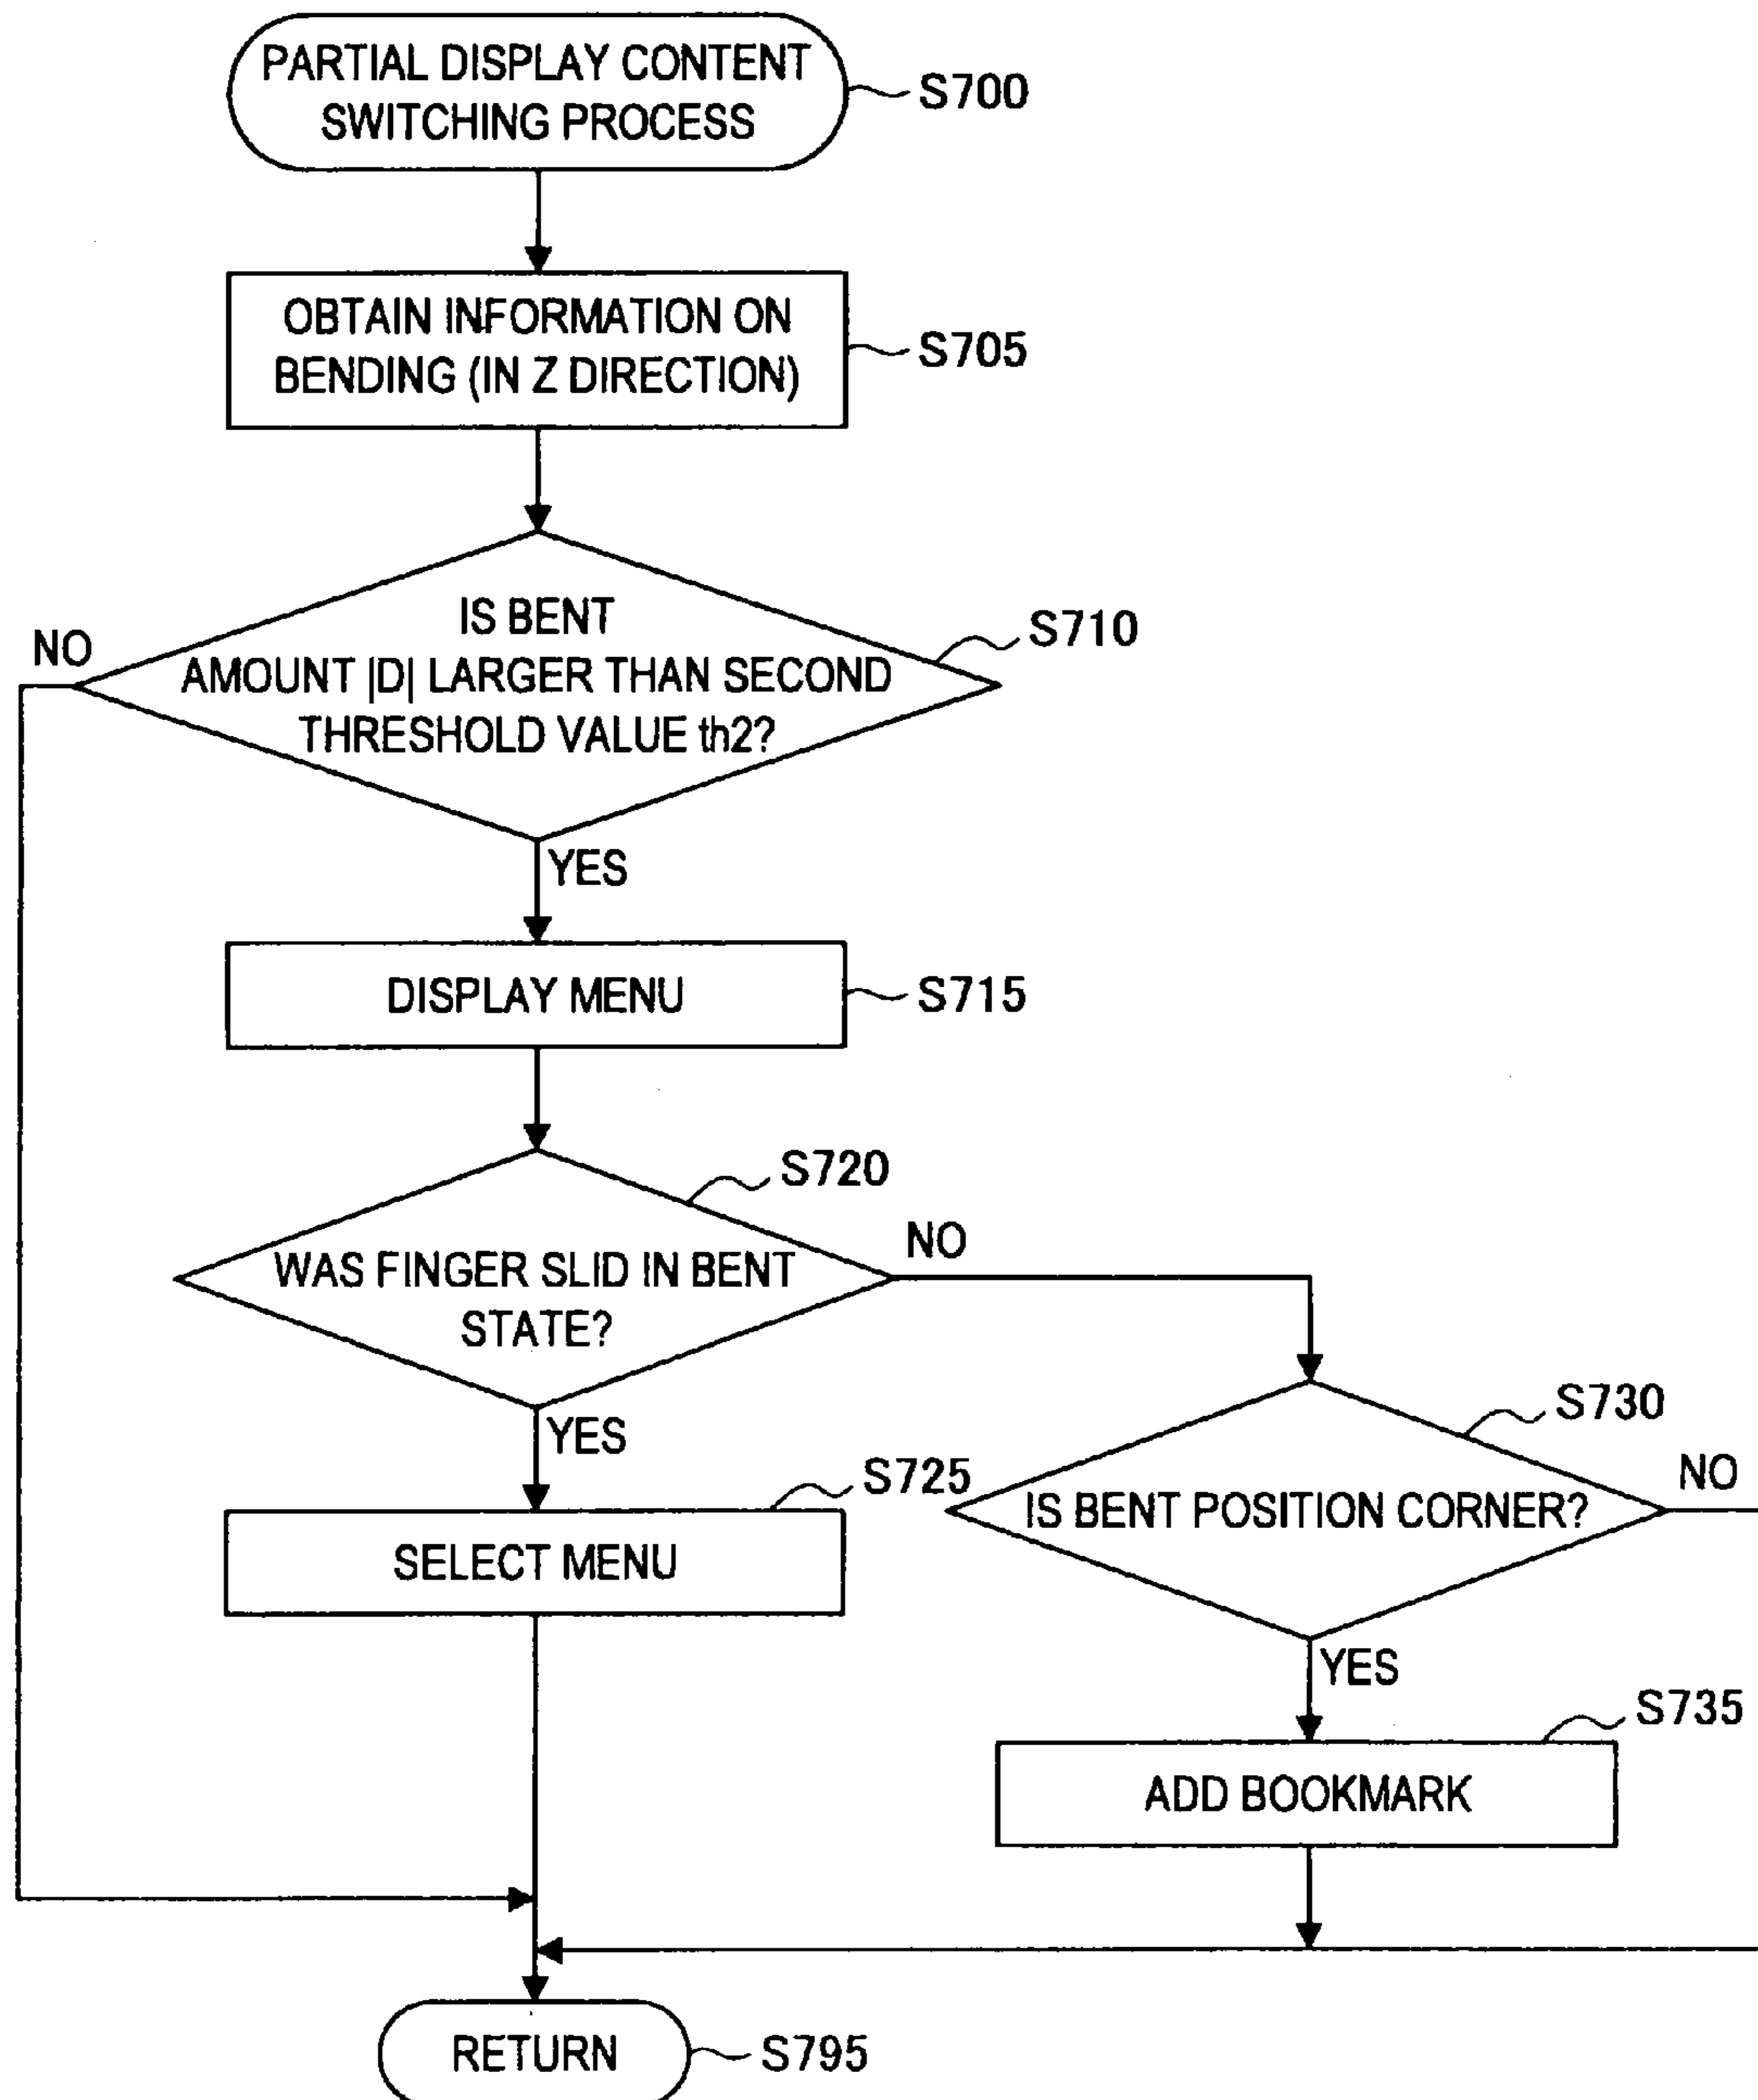 PARTIAL DISPLAY CONTENT
SWITCHING PROCESS
S700
OBTAIN INFORMATION ON
BENDING (IN Z DIRECTION)
S705
IS BENT
AMOUNT |D| LARGER THAN SECOND
THRESHOLD VALUE th2?
S710
NO
YES
DISPLAY MENU
S715
S720
WAS FINGER SLID IN BENT
STATE?
NO
YES
S725
SELECT MENU
S730
IS BENT POSITION CORNER?
NO
YES
S735
ADD BOOKMARK
RETURN
S795